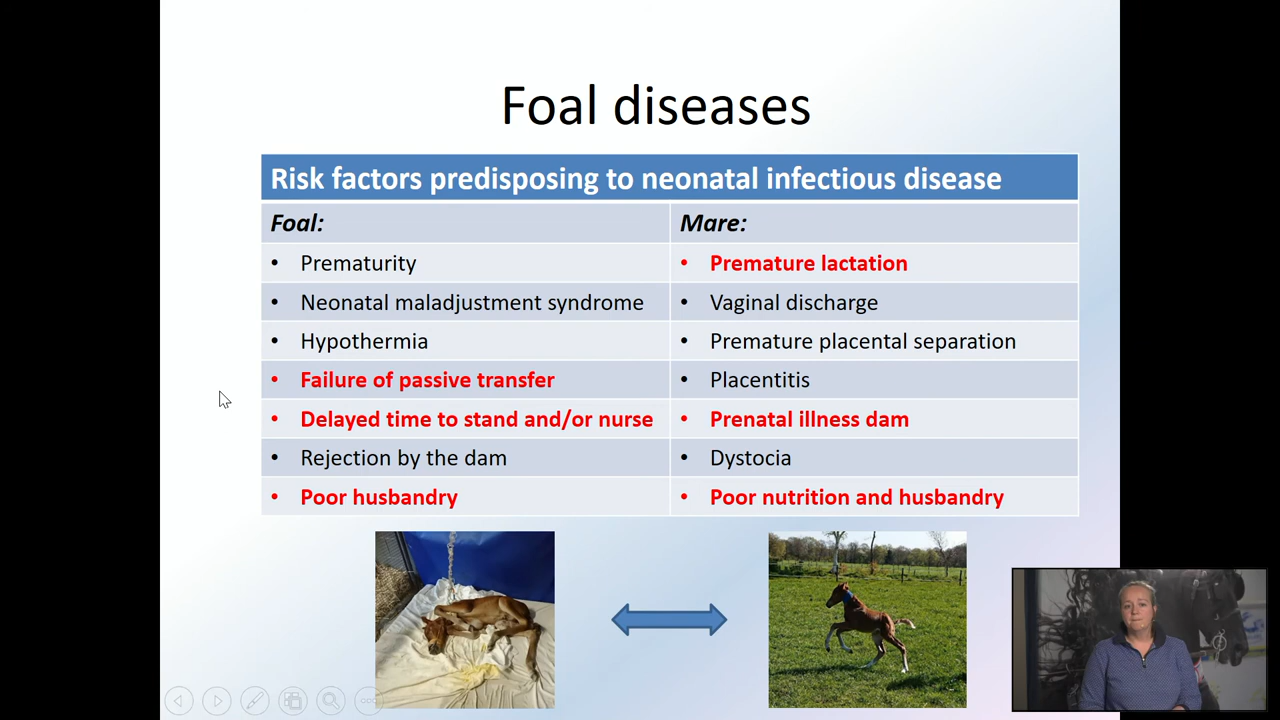 Foal diseases
Risk factors predisposing to neonatal infectious disease
Foal:
Mare:
• Prematurity
• Premature lactation
• Neonatal maladjustment syndrome
• Vaginal discharge
• Hypothermia
• Premature placental separation
• Failure of passive transfer
• Placentitis
• Delayed time to stand and/or nurse
• Prenatal illness dam
• Rejection by the dam
• Dystocia
• Poor husbandry
• Poor nutrition and husbandry